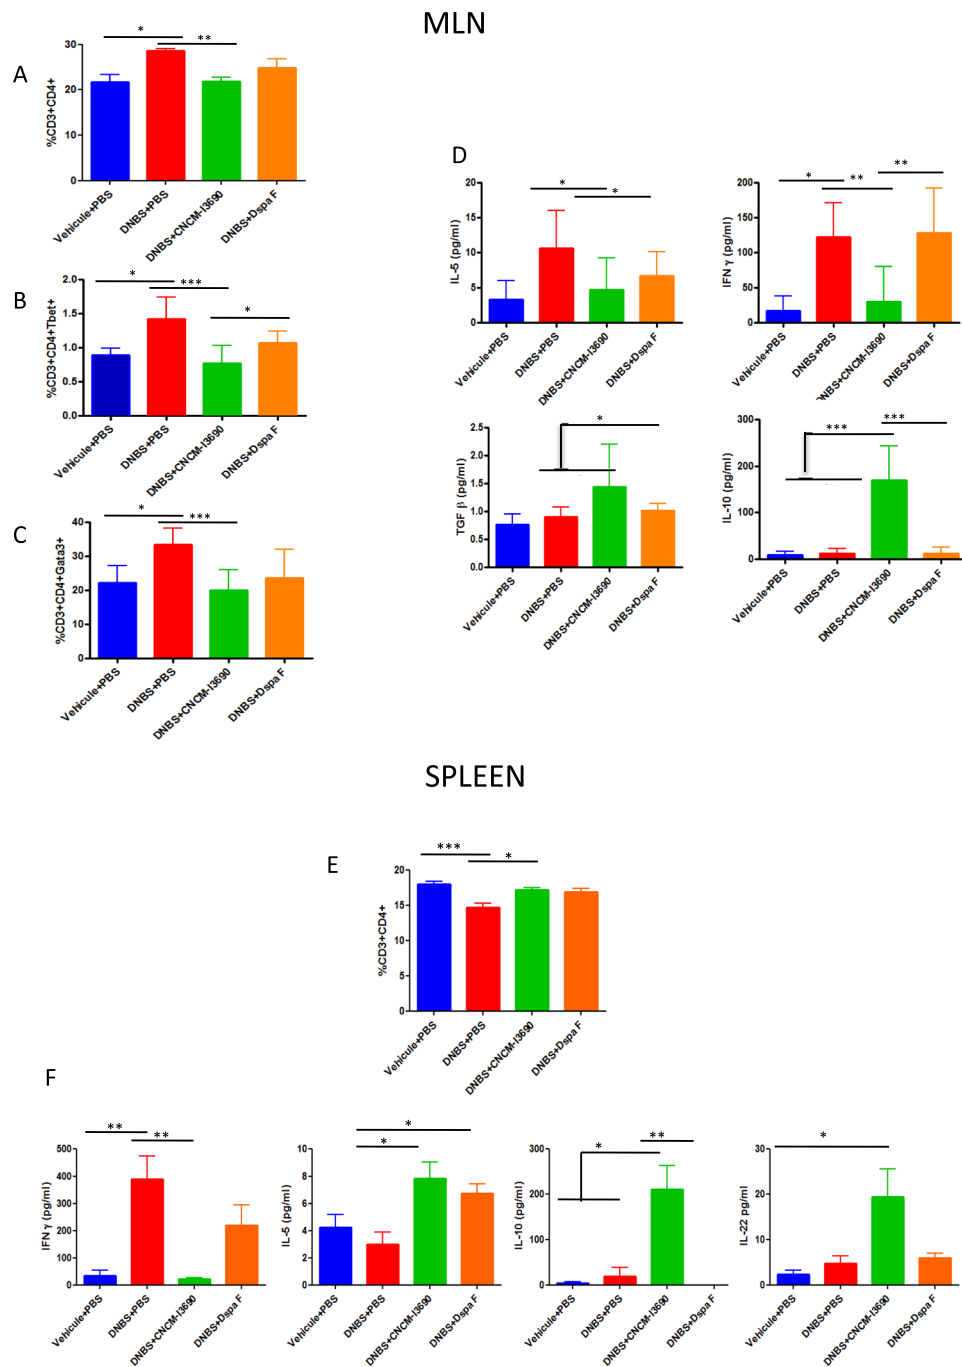 MLN
A
* **
%CD3+CD4+
30
20
10
0
Vehicule+PBS
DNBS+PBS
DNBS+CNCM-I3690
DNBS+Dspa F
B
* *** *
%CD3+CD4+Tbet+
2.0
1.5
1.0
0.5
0.0
Vehicule+PBS
DNBS+PBS
DNBS+CNCM-I3690
DNBS+Dspa F
C
* ***
%CD3+CD4+Gata3+
40
30
20
10
0
Vehicule+PBS
DNBS+PBS
DNBS+CNCM-I3690
DNBS+Dspa F
D
* *
IL-5 (pg/ml)
20
15
10
5
0
Vehicule+PBS
DNBS+PBS
DNBS+CNCM-I3690
DNBS+Dspa F
* ** **
IFN γ (pg/ml)
200
150
100
50
0
Vehicule+PBS
DNBS+PBS
DNBS+CNCM-I3690
DNBS+Dspa F
*
TGF β (pg/ml)
2.5
2.0
1.5
1.0
0.5
0.0
Vehicule+PBS
DNBS+PBS
DNBS+CNCM-I3690
DNBS+Dspa F
*** ***
IL-10 (pg/ml)
300
200
100
0
Vehicule+PBS
DNBS+PBS
DNBS+CNCM-I3690
DNBS+Dspa F
SPLEEN
E
*** *
%CD3+CD4+
20
15
10
5
0
Vehicule+PBS
DNBS+PBS
DNBS+CNCM-I3690
DNBS+Dspa F
F
** **
IFN γ (pg/ml)
500
400
300
200
100
0
Vehicule+PBS
DNBS+PBS
DNBS+CNCM-I3690
DNBS+Dspa F
* *
IL-5 (pg/ml)
10
8
6
4
2
0
Vehicule+PBS
DNBS+PBS
DNBS+CNCM-I3690
DNBS+Dspa F
* **
IL-10 (pg/ml)
300
200
100
0
Vehicule+PBS
DNBS+PBS
DNBS+CNCM-I3690
DNBS+Dspa F
*
IL-22 pg/ml)
30
20
10
0
Vehicule+PBS
DNBS+PBS
DNBS+CNCM-I3690
DNBS+Dspa F